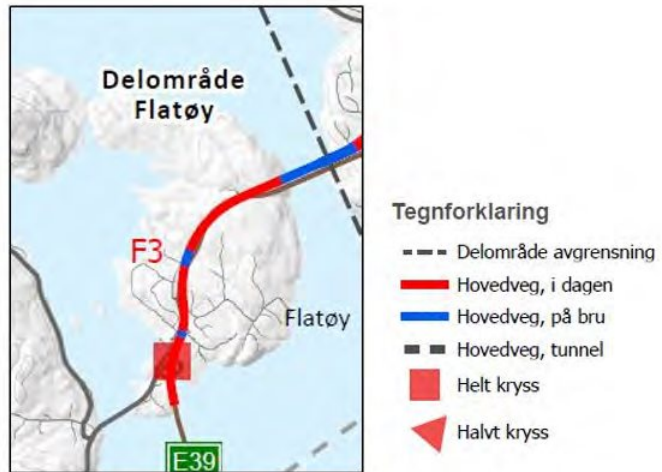 Delområde
Flatøy
F3
Flatøy
E39
Tegnforklaring
Delområde avgrensning
Hovedveg, i dagen
Hovedveg, på bru
Hovedveg, tunnel
Helt kryss
Halvt kryss